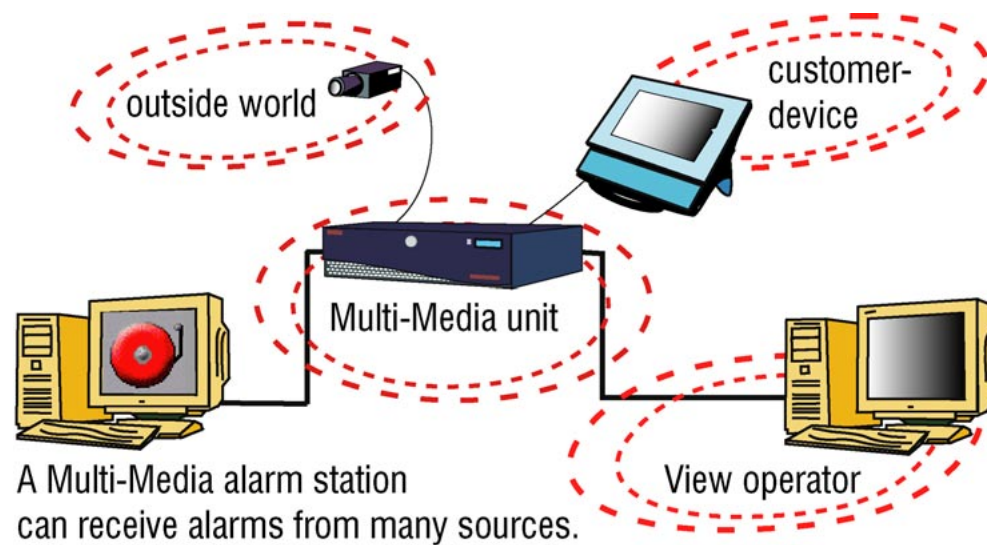 outside world
customer-
device
Multi-Media unit
A Multi-Media alarm station
can receive alarms from many sources.
View operator